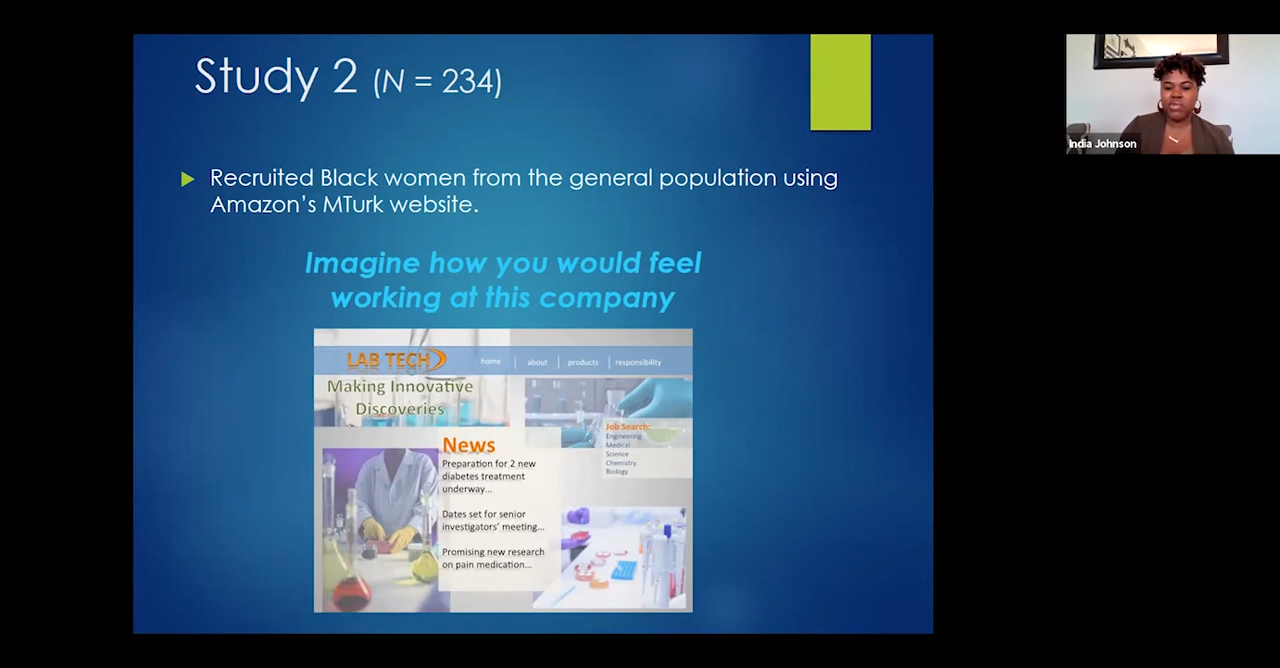 Study 2 (N = 234)
Recruited Black women from the general population using
Amazon's MTurk website.
Imagine how you would feel
working at this company
LAB TECH
home | about | products | responsibility
Making Innovative
Discoveries
Job Search:
Engineering
Medical
Science
Chemistry
Biology
News
Preparation for 2 new
diabetes treatment
underway...
Dates set for senior
investigators' meeting...
Promising new research
on pain medication...
India Johnson